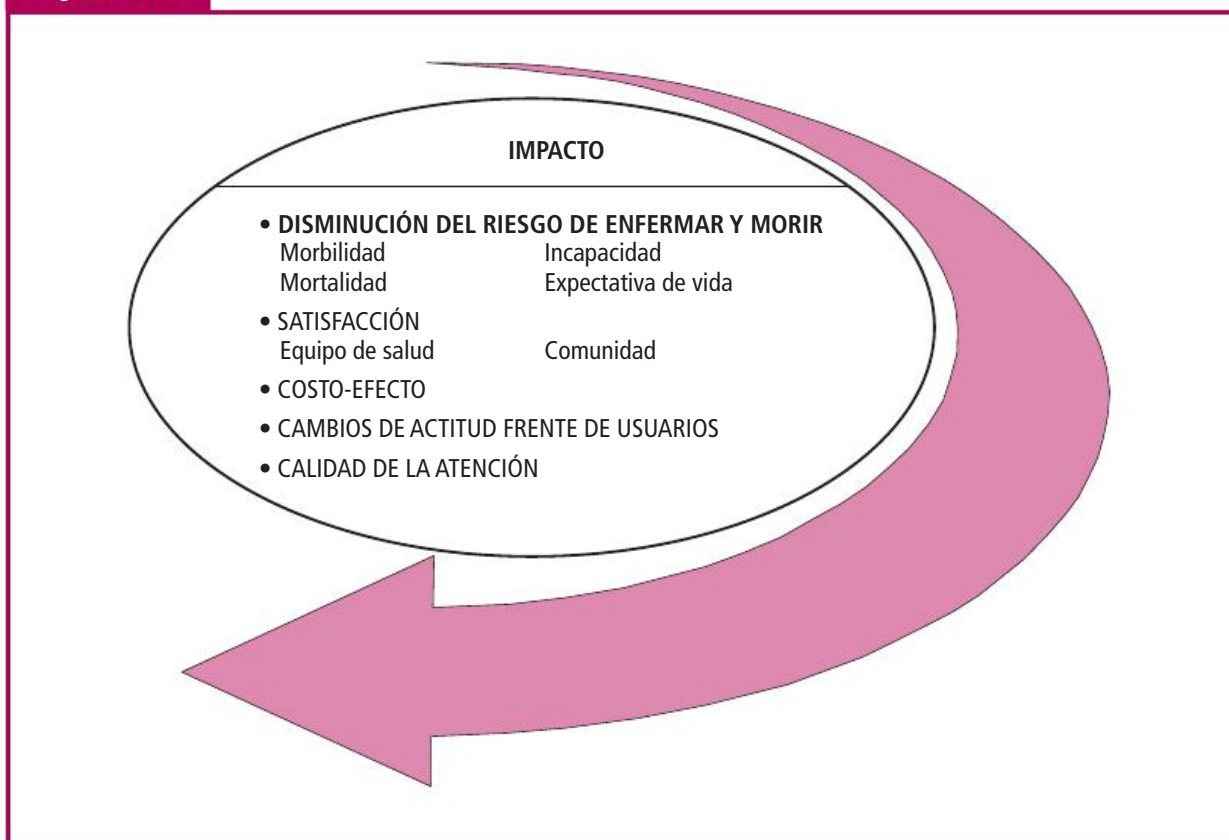 IMPACTO
• DISMINUCIÓN DEL RIESGO DE ENFERMAR Y MORIR
Morbilidad Incapacidad
Mortalidad Expectativa de vida
• SATISFACCIÓN
Equipo de salud Comunidad
• COSTO-EFECTO
• CAMBIOS DE ACTITUD FRENTE DE USUARIOS
• CALIDAD DE LA ATENCIÓN